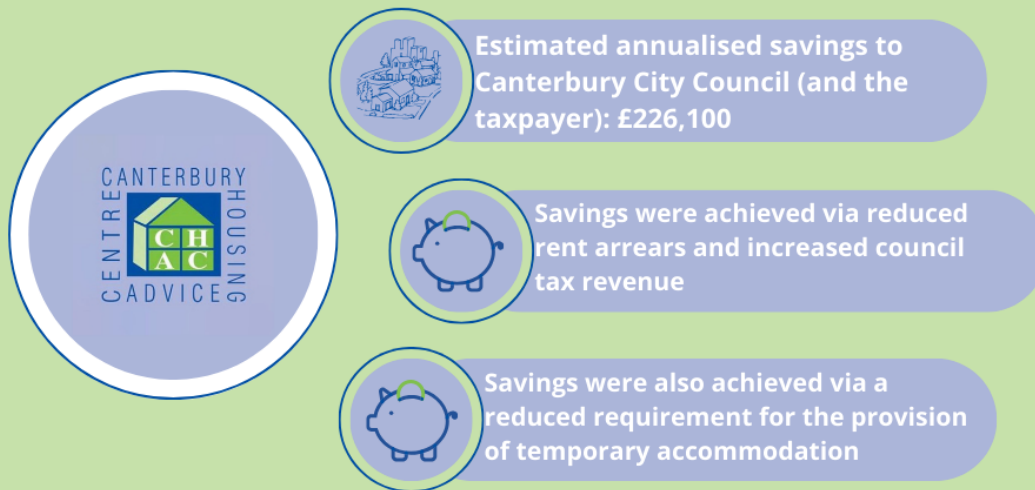 CANTERBURY
HOUSING
CENTRE
ADVICE
CH
AC
Estimated annualised savings to
Canterbury City Council (and the
taxpayer): £226,100
Savings were achieved via reduced
rent arrears and increased council
tax revenue
Savings were also achieved via a
reduced requirement for the provision
of temporary accommodation